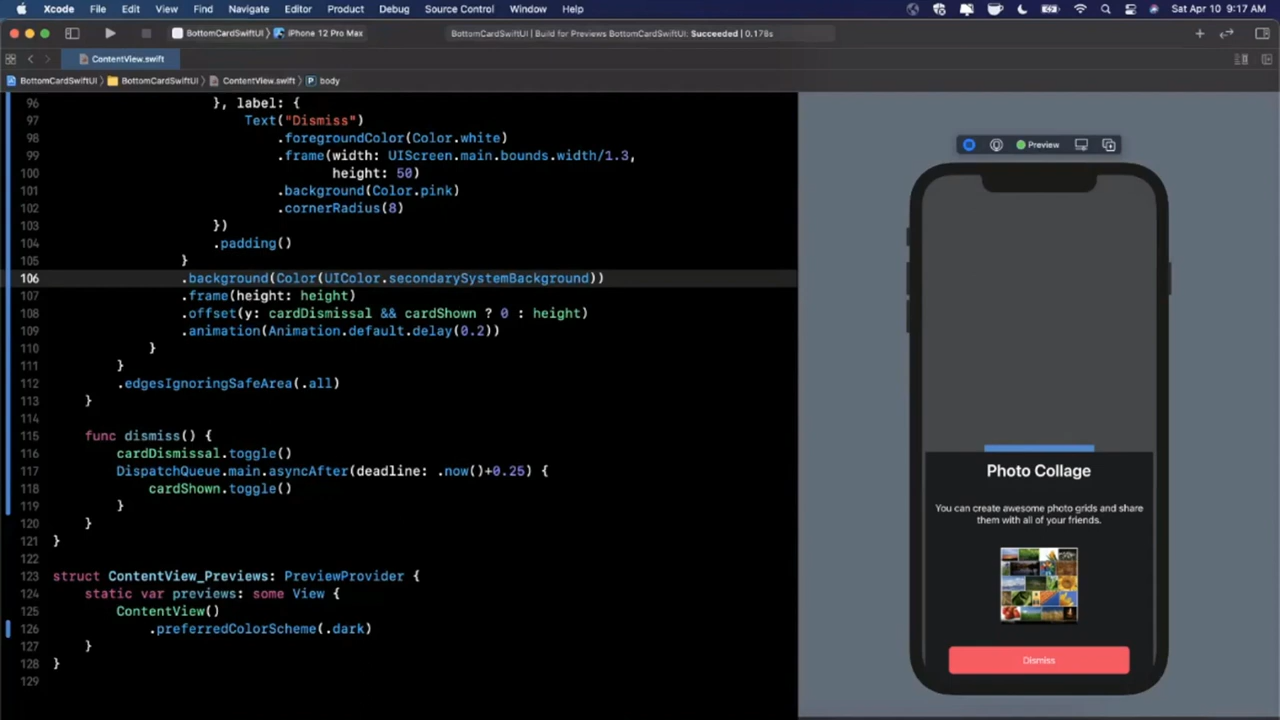 Xcode File Edit View Find Navigate Editor Product Debug Source Control Window Help Sat Apr 10 9:17 AM
BottomCardSwiftUI iPhone 12 Pro Max BottomCardSwiftUI | Build for Previews BottomCardSwiftUI: Succeeded | 0.178s
ContentView.swift
BottomCardSwiftUI BottomCardSwiftUI ContentView.swift P body
96 }, label: {
97 Text("Dismiss")
98 .foregroundColor(Color.white)
99 .frame(width: UIScreen.main.bounds.width/1.3,
100 height: 50)
101 .background(Color.pink)
102 .cornerRadius(8)
103 })
104 .padding()
105 }
106 .background(Color(UIColor.secondarySystemBackground))
107 .frame(height: height)
108 .offset(y: cardDismissal && cardShown ? 0 : height)
109 .animation(Animation.default.delay(0.2))
110 }
111 }
112 .edgesIgnoringSafeArea(.all)
113 }
114
115 func dismiss() {
116 cardDismissal.toggle()
117 DispatchQueue.main.asyncAfter(deadline: .now()+0.25) {
118 cardShown.toggle()
119 }
120 }
121 }
122
123 struct ContentView_Previews: PreviewProvider {
124 static var previews: some View {
125 ContentView()
126 .preferredColorScheme(.dark)
127 }
128 }
129
Preview
Photo Collage
You can create awesome photo grids and share
them with all of your friends.
Dismiss